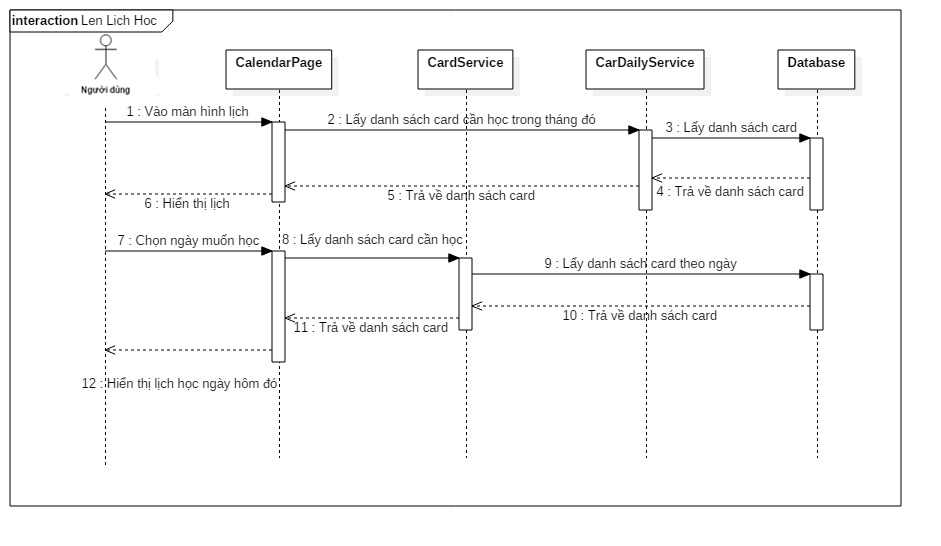 interaction Len Lich Hoc
Người dùng
CalendarPage
CardService
CarDailyService
Database
1 : Vào màn hình lịch
2 : Lấy danh sách card cần học trong tháng đó
3 : Lấy danh sách card
4 : Trả về danh sách card
5 : Trả về danh sách card
6 : Hiển thị lịch
7 : Chọn ngày muốn học
8 : Lấy danh sách card cần học
9 : Lấy danh sách card theo ngày
10 : Trả về danh sách card
11 : Trả về danh sách card
12 : Hiển thị lịch học ngày hôm đó